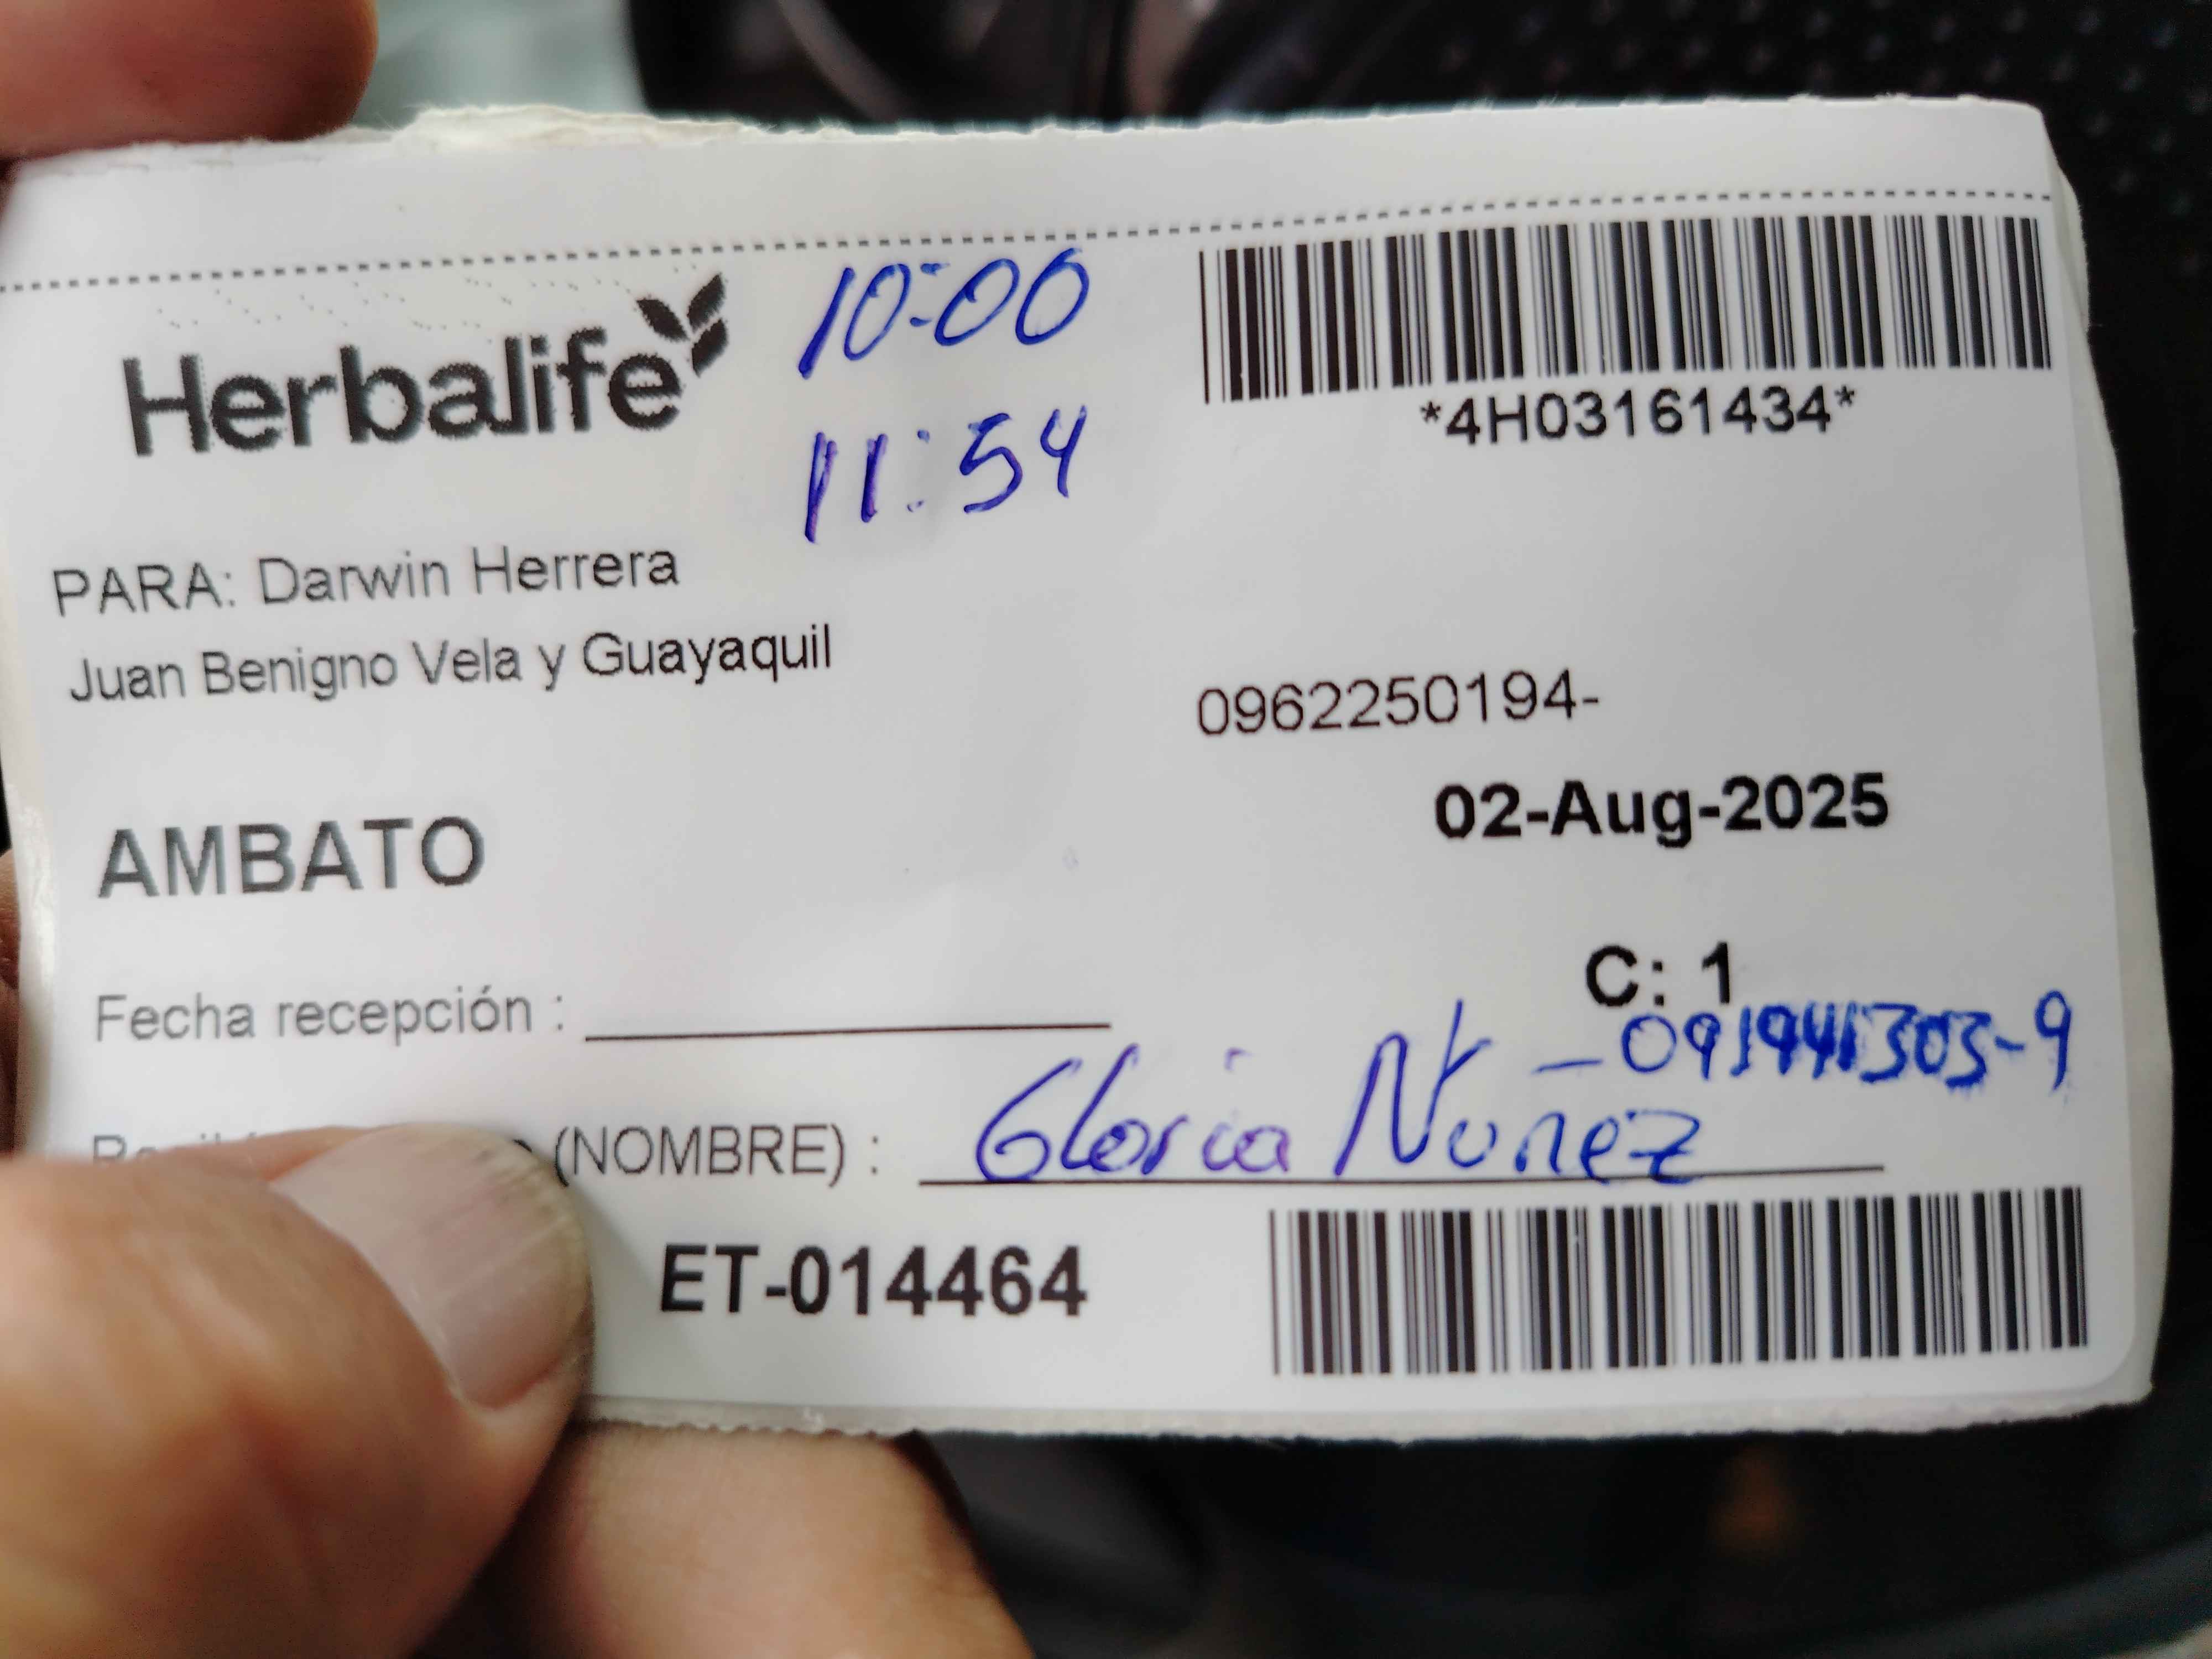 Herbalife
10:00
11:54
*4H03161434*
PARA: Darwin Herrera
Juan Benigno Vela y Guayaquil
0962250194-
02-Aug-2025
AMBATO
C: 1
Fecha recepción :
(NOMBRE) : Gloria Nunez
ET-014464